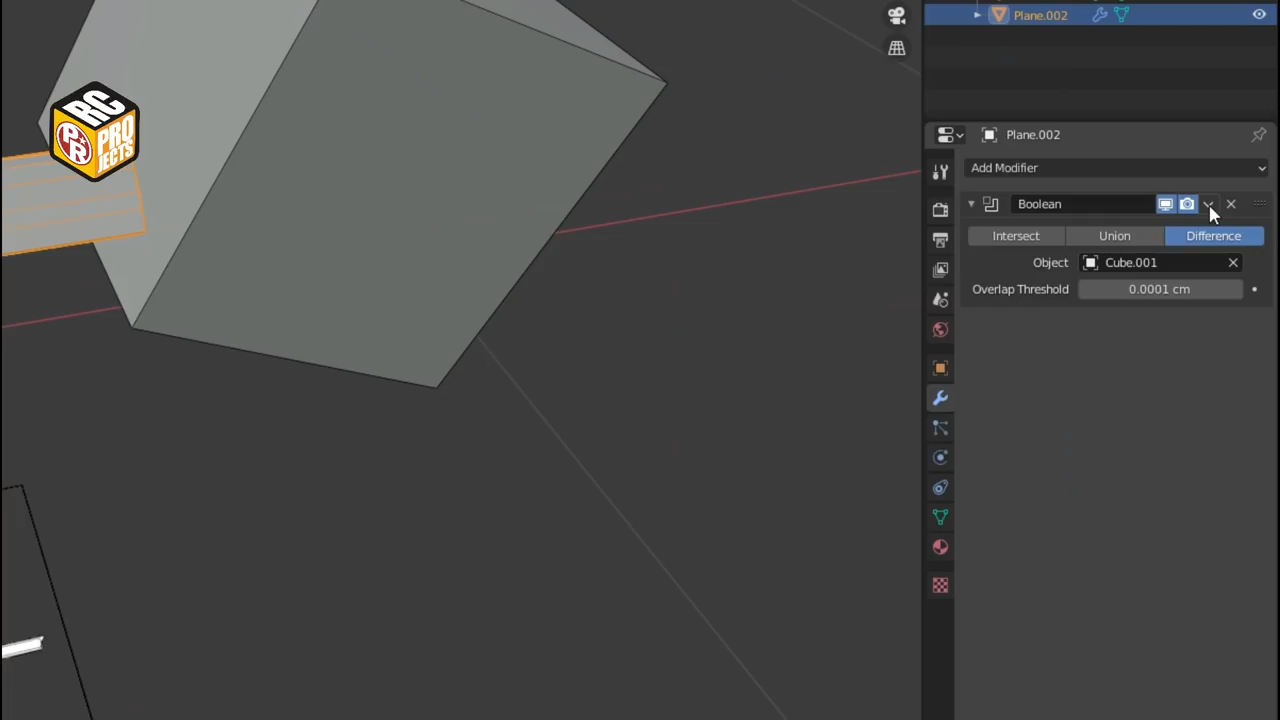 Plane.002
RC
PR
PRO
JECTS
Plane.002
Add Modifier
Boolean
Intersect Union Difference
Object Cube.001
Overlap Threshold 0.0001 cm